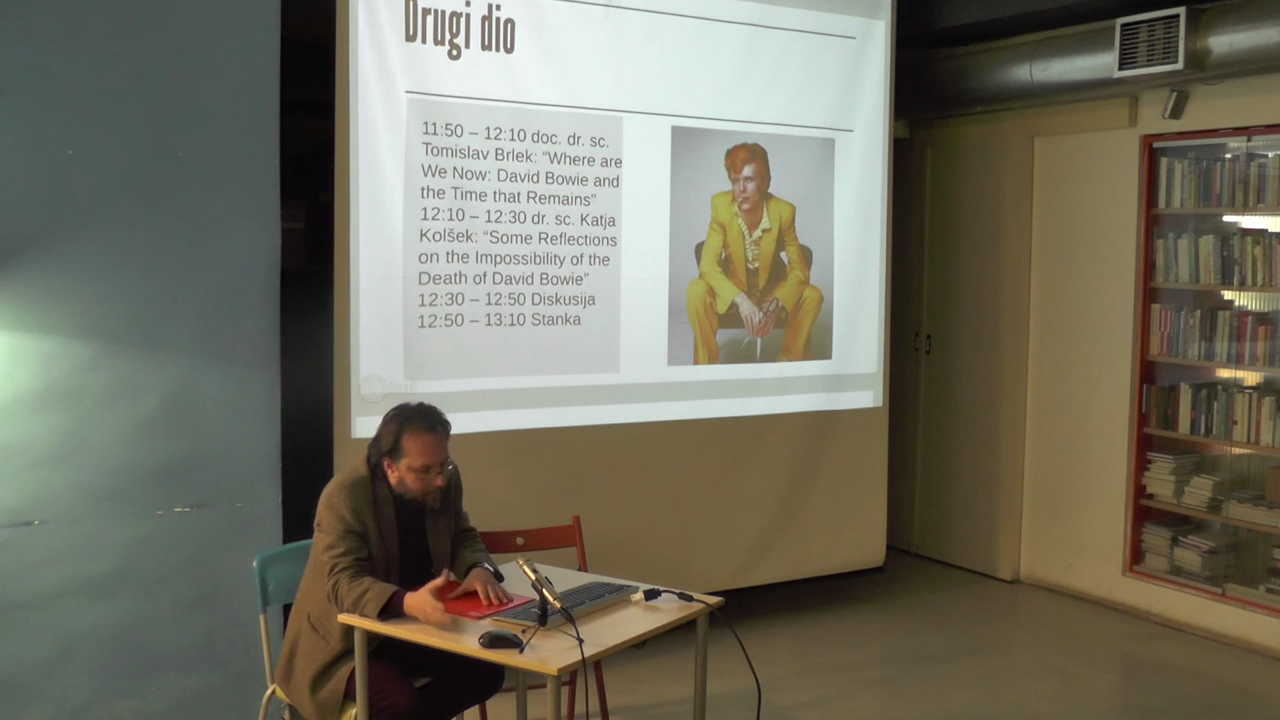 Drugi dio
11:50 – 12:10 doc. dr. sc.
Tomislav Brlek: “Where are
We Now: David Bowie and
the Time that Remains”
12:10 – 12:30 dr. sc. Katja
Kolšek: “Some Reflections
on the Impossibility of the
Death of David Bowie”
12:30 – 12:50 Diskusija
12:50 – 13:10 Stanka